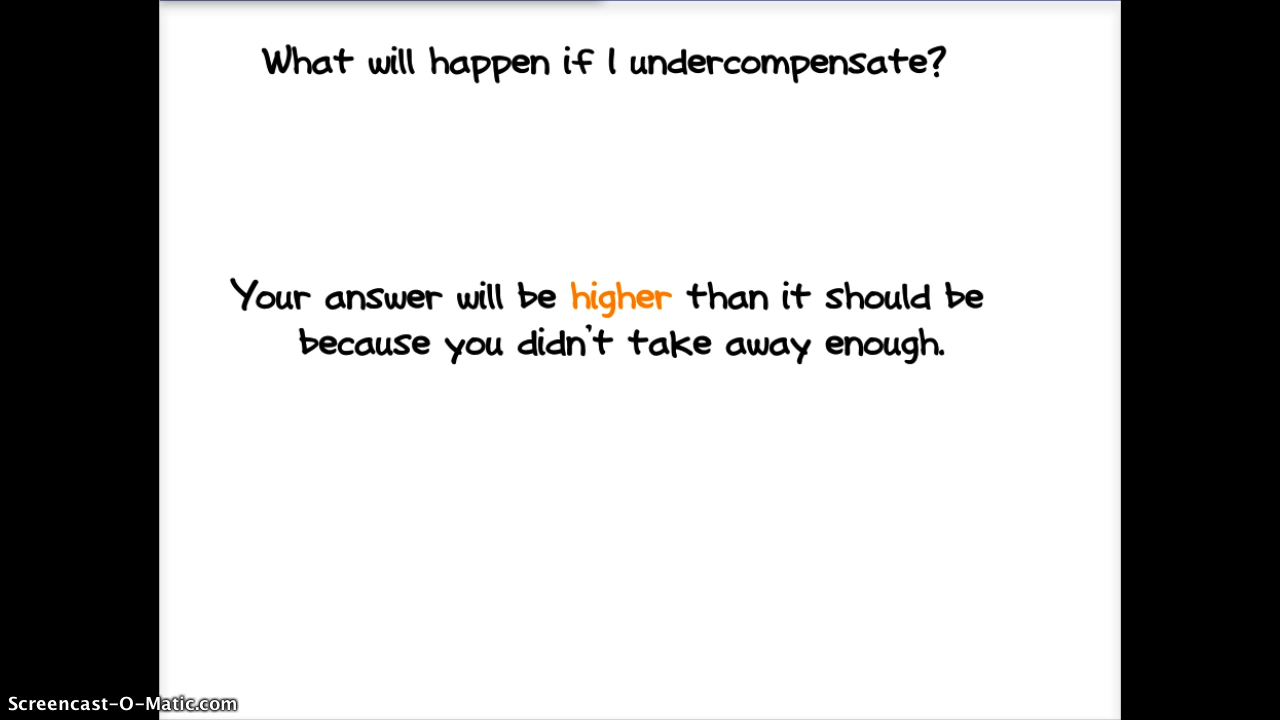 What will happen if I undercompensate?
Your answer will be higher than it should be
because you didn't take away enough.
Screencast-O-Matic.com